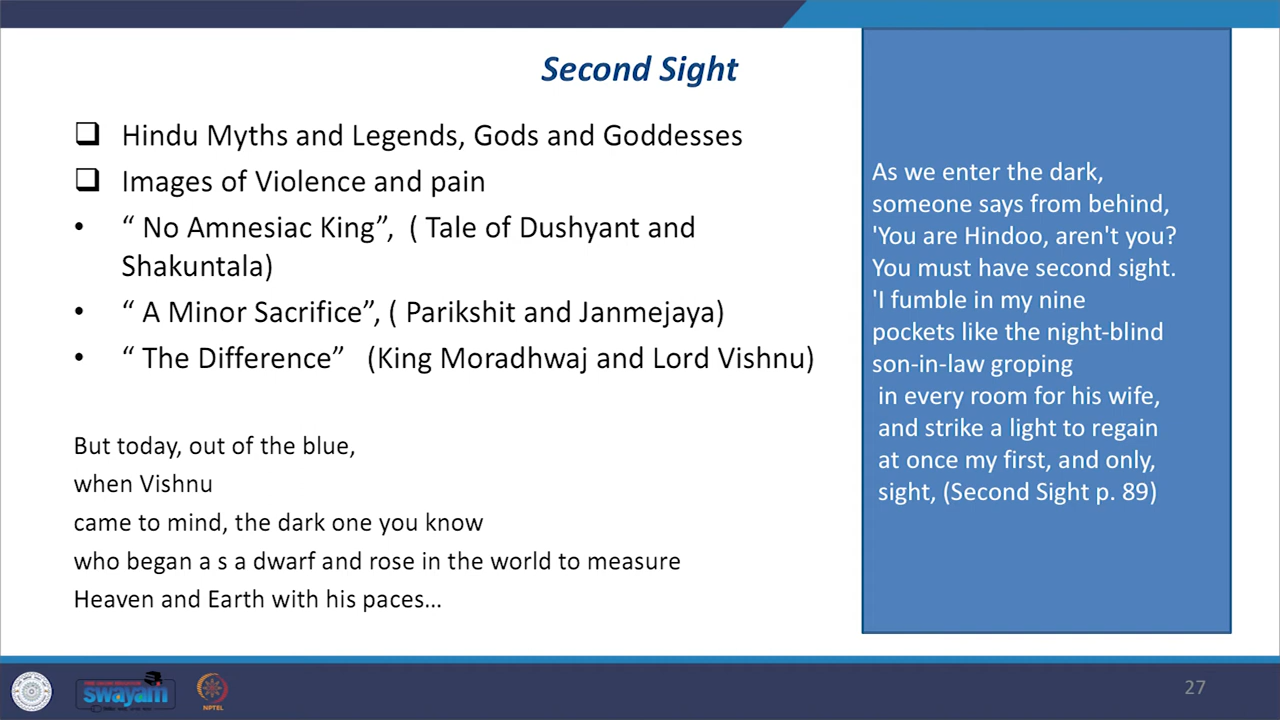 Second Sight
❑ Hindu Myths and Legends, Gods and Goddesses
❑ Images of Violence and pain
• “ No Amnesiac King”, ( Tale of Dushyant and
Shakuntala)
• “ A Minor Sacrifice”, ( Parikshit and Janmejaya)
• “ The Difference” (King Moradhwaj and Lord Vishnu)
But today, out of the blue,
when Vishnu
came to mind, the dark one you know
who began a s a dwarf and rose in the world to measure
Heaven and Earth with his paces...
As we enter the dark,
someone says from behind,
'You are Hindoo, aren't you?
You must have second sight.
'I fumble in my nine
pockets like the night-blind
son-in-law groping
in every room for his wife,
and strike a light to regain
at once my first, and only,
sight, (Second Sight p. 89)
swayam
NPTEL
27